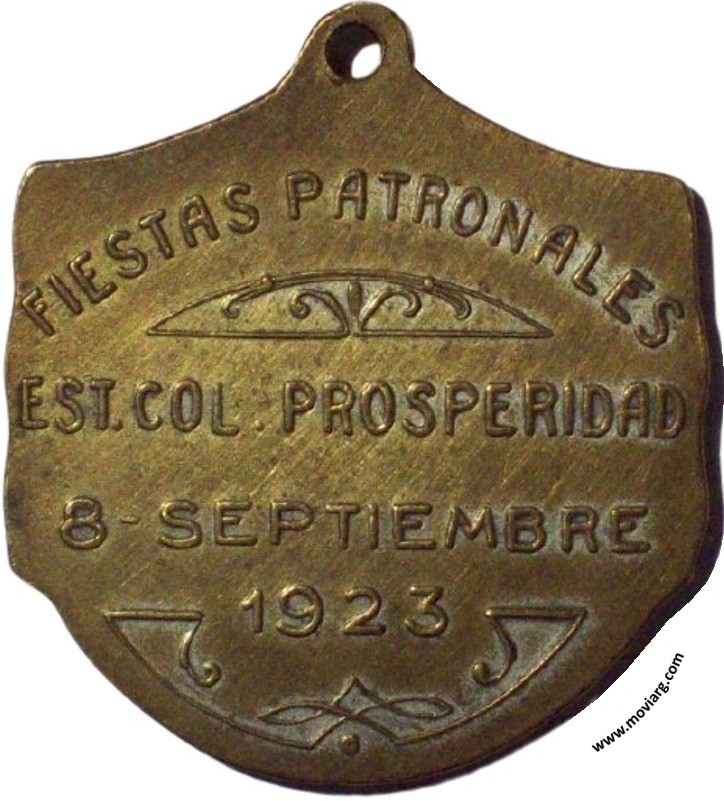 FIESTAS PATRONALES
EST. COL. PROSPERIDAD
8-SEPTIEMBRE
1923
www.moviarg.com